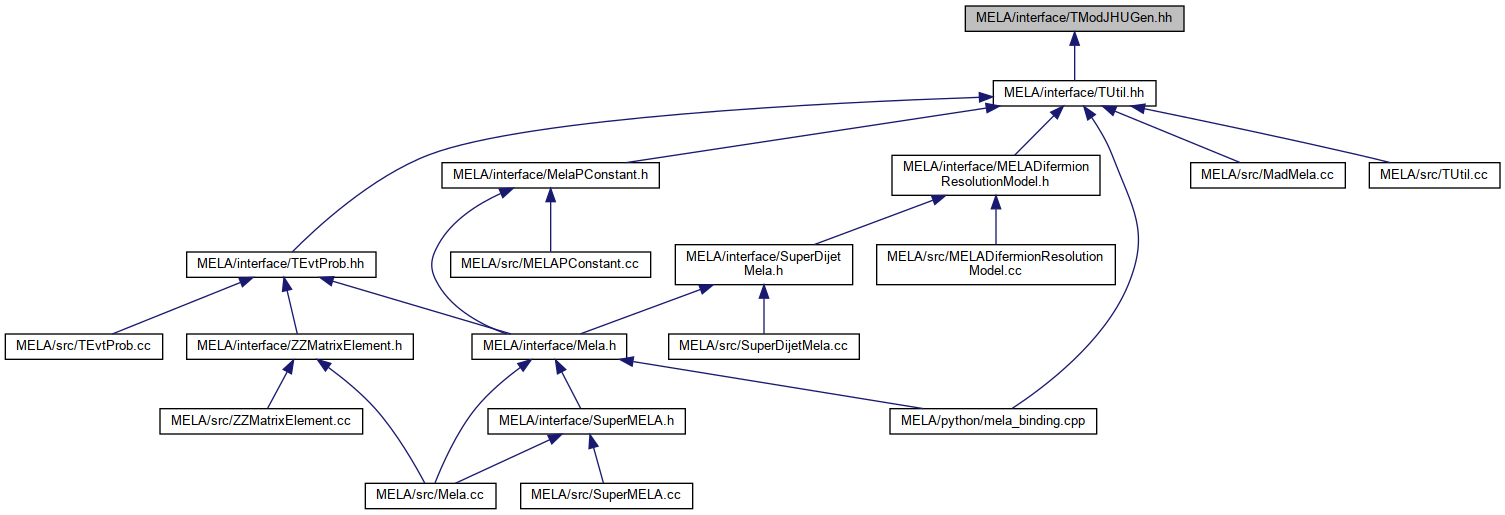 MELA/interface/TModJHUGen.hh
MELA/interface/TUtil.hh
MELA/interface/MelaPConstant.h
MELA/interface/MELADifermion
ResolutionModel.h
MELA/src/MadMela.cc
MELA/src/TUtil.cc
MELA/interface/TEvtProb.hh
MELA/src/MELAPConstant.cc
MELA/interface/SuperDijet
Mela.h
MELA/src/MELADifermionResolution
Model.cc
MELA/src/TEvtProb.cc
MELA/interface/ZZMatrixElement.h
MELA/interface/Mela.h
MELA/src/SuperDijetMela.cc
MELA/src/ZZMatrixElement.cc
MELA/interface/SuperMELA.h
MELA/python/mela_binding.cpp
MELA/src/Mela.cc
MELA/src/SuperMELA.cc